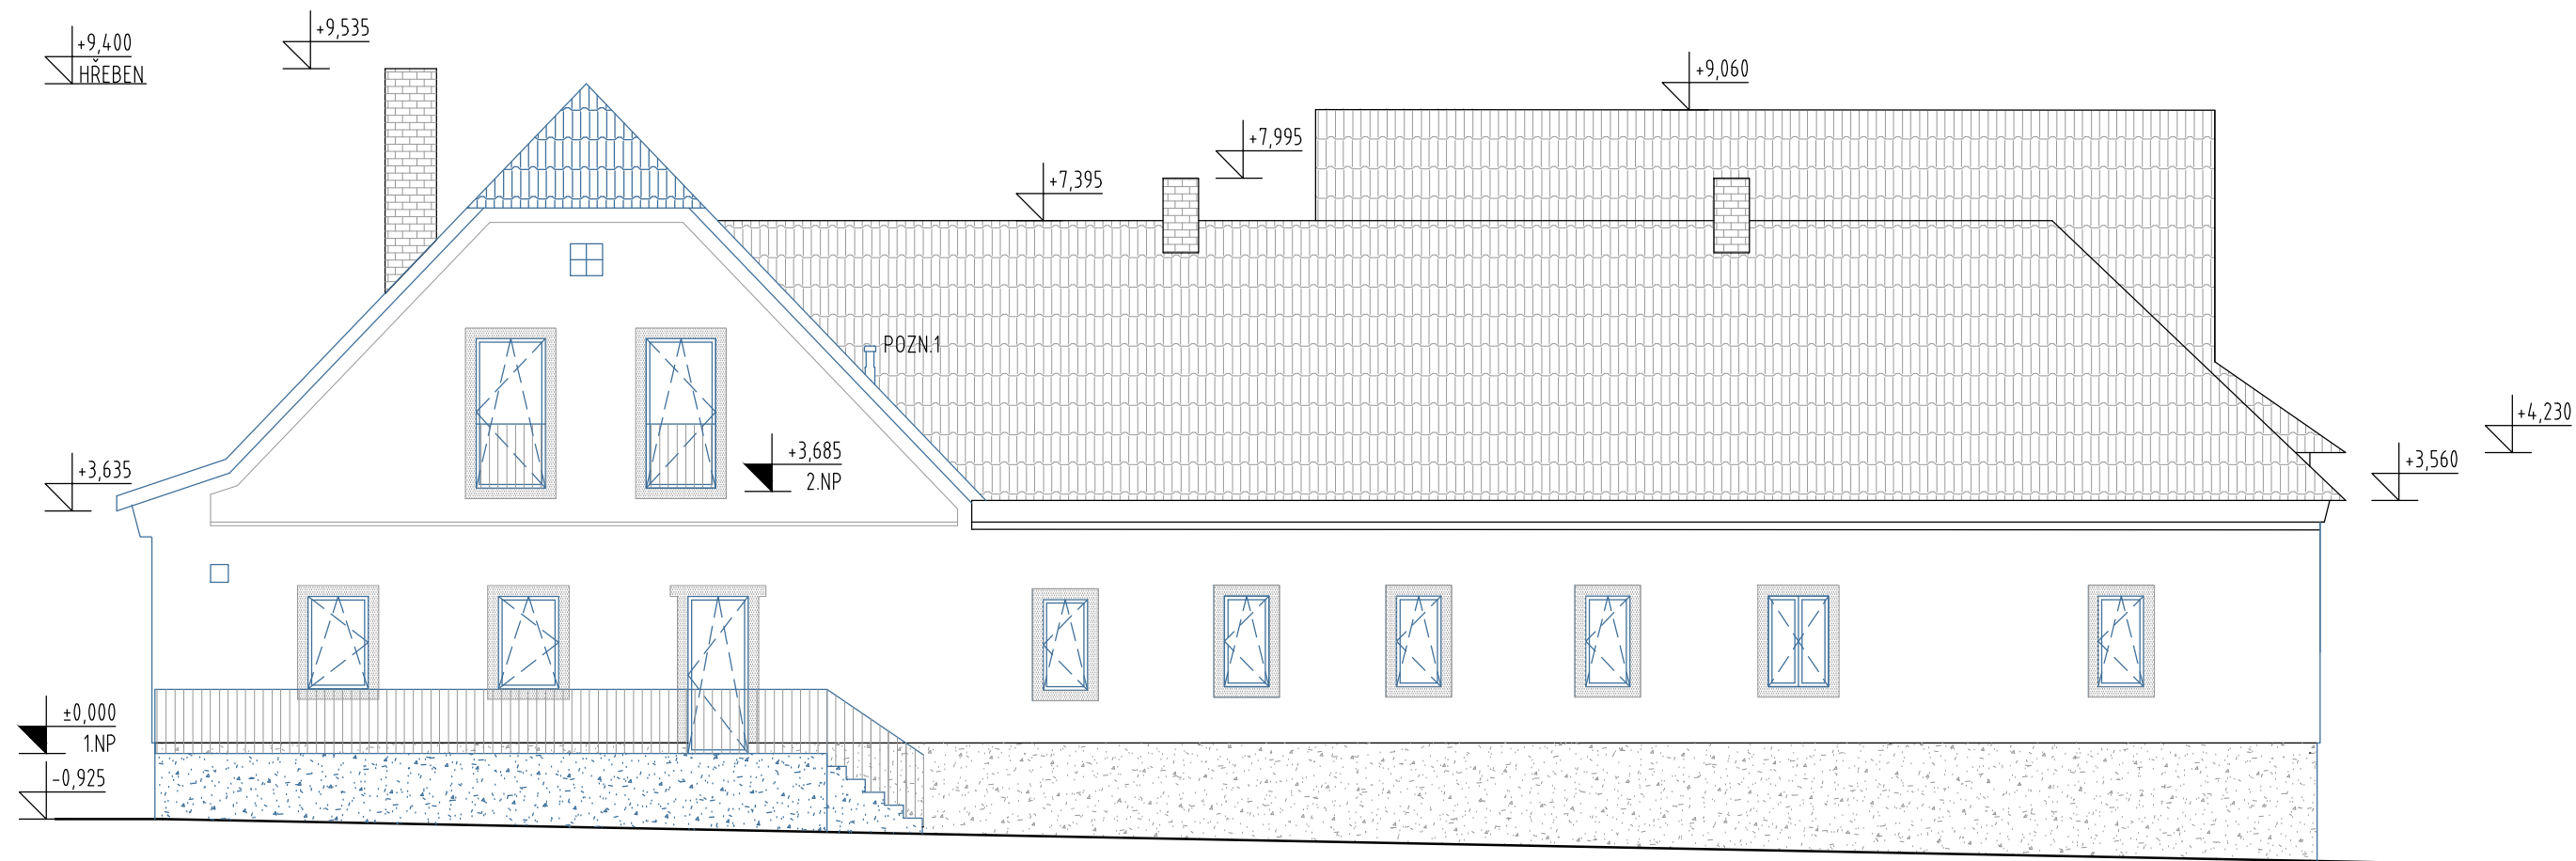 +9,400
HŘEBEN
+9,535
+9,060
+7,995
+7,395
POZN.1
+4,230
+3,685
2.NP
+3,635
+3,560
±0,000
1.NP
-0,925